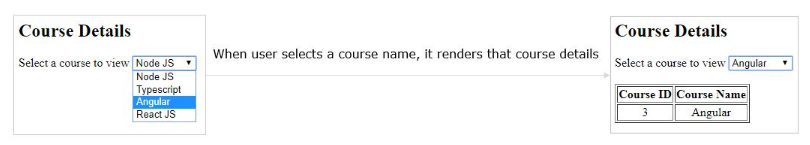 Course Details
Select a course to view Node JS
Node JS
Typescript
Angular
React JS
When user selects a course name, it renders that course details
Course Details
Select a course to view Angular
Course ID Course Name
3 Angular